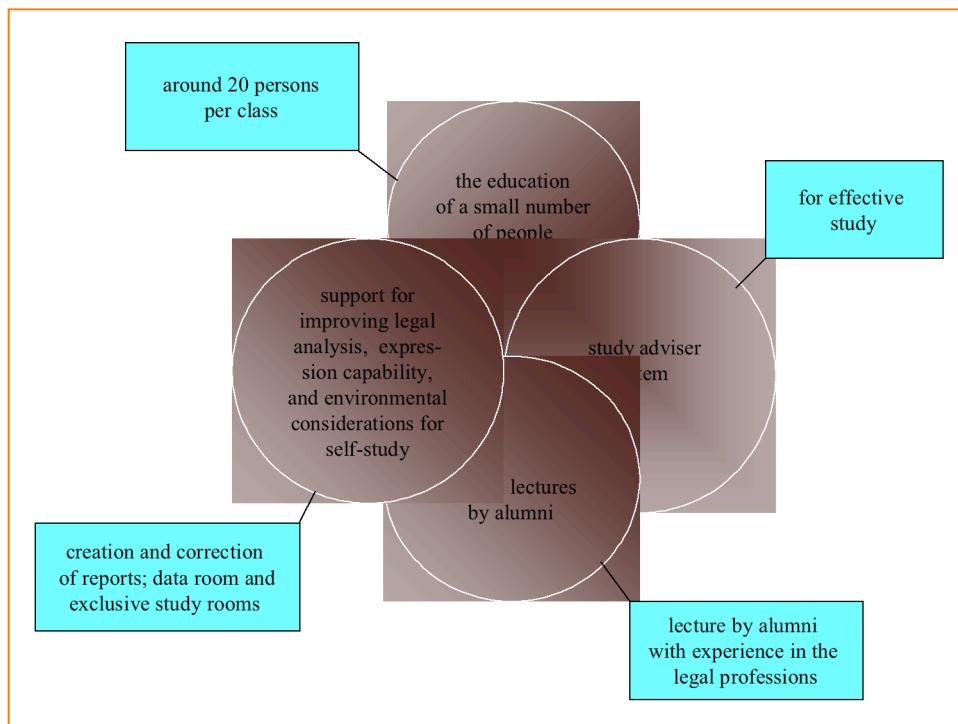 around 20 persons
per class
the education
of a small number
of people
for effective
study
support for
improving legal
analysis, expres-
sion capability,
and environmental
considerations for
self-study
study adviser
lectures
by alumni
creation and correction
of reports; data room and
exclusive study rooms
lecture by alumni
with experience in the
legal professions